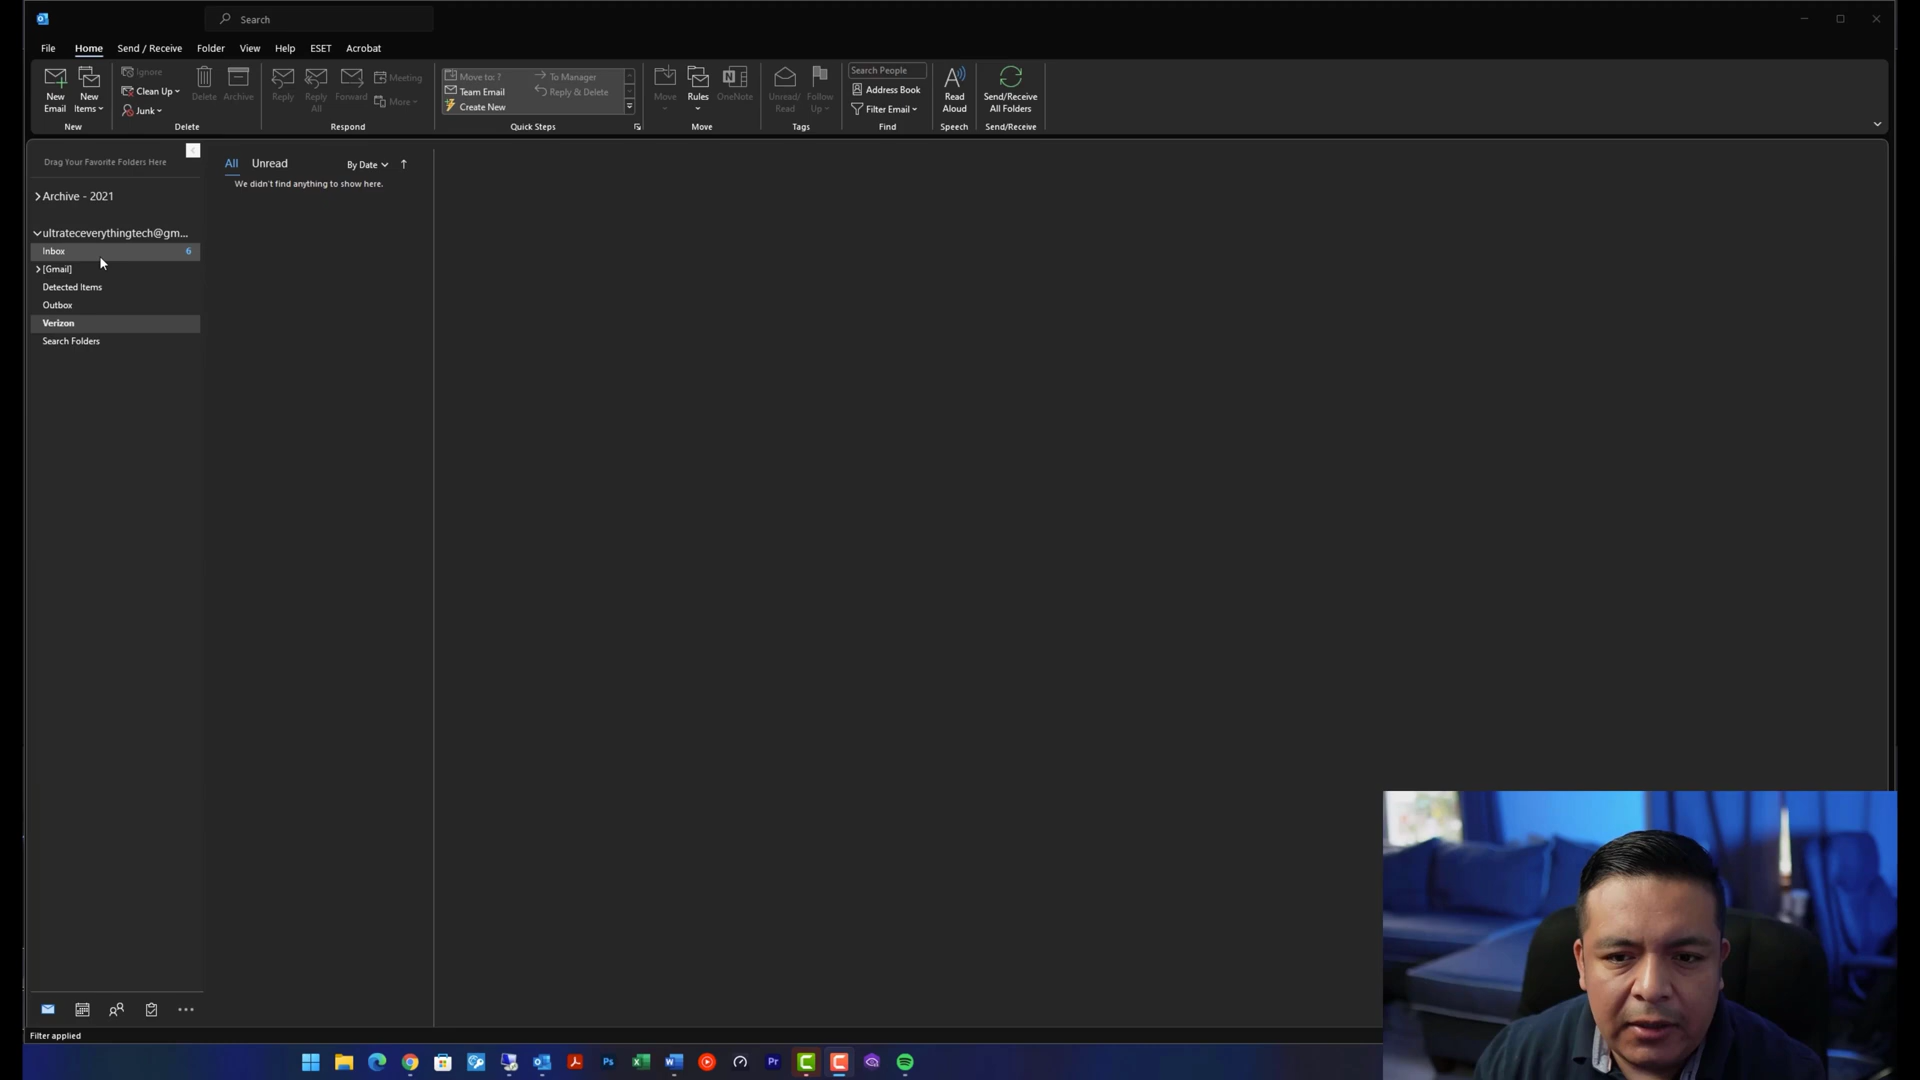 Search
File Home Send / Receive Folder View Help ESET Acrobat
New Email
New Items
Ignore
Clean Up
Junk
Delete
Archive
Reply
Reply All
Forward
Meeting
More
Move to: ?
Team Email
Create New
To Manager
Reply & Delete
Move
Rules
OneNote
Unread/ Read
Follow Up
Search People
Address Book
Filter Email
Read Aloud
Send/Receive All Folders
New Delete Respond Quick Steps Move Tags Find Speech Send/Receive
Drag Your Favorite Folders Here
All Unread By Date
We didn't find anything to show here.
Archive - 2021
ultrateceverythingtech@gm...
Inbox 6
[Gmail]
Detected Items
Outbox
Verizon
Search Folders
Filter applied